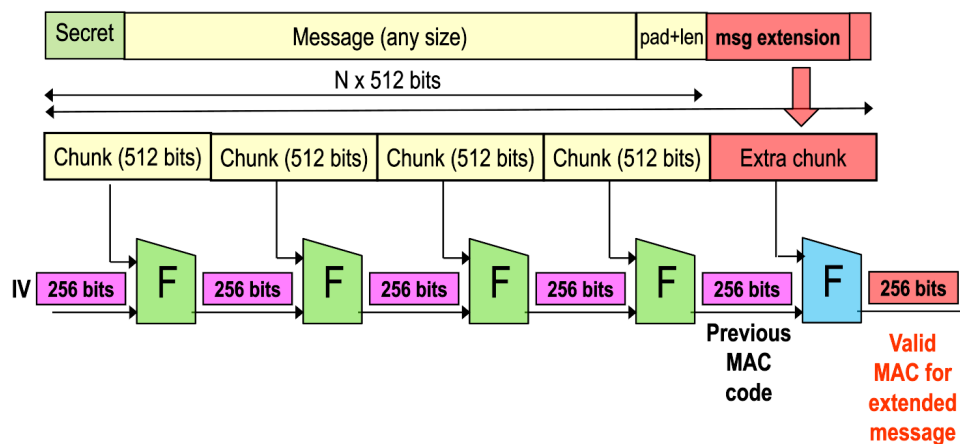 Secret
Message (any size)
pad+len
msg extension
N x 512 bits
Chunk (512 bits)
Chunk (512 bits)
Chunk (512 bits)
Chunk (512 bits)
Extra chunk
F
F
F
F
F
IV
256 bits
256 bits
256 bits
256 bits
256 bits
256 bits
Previous
MAC
code
Valid
MAC for
extended
message